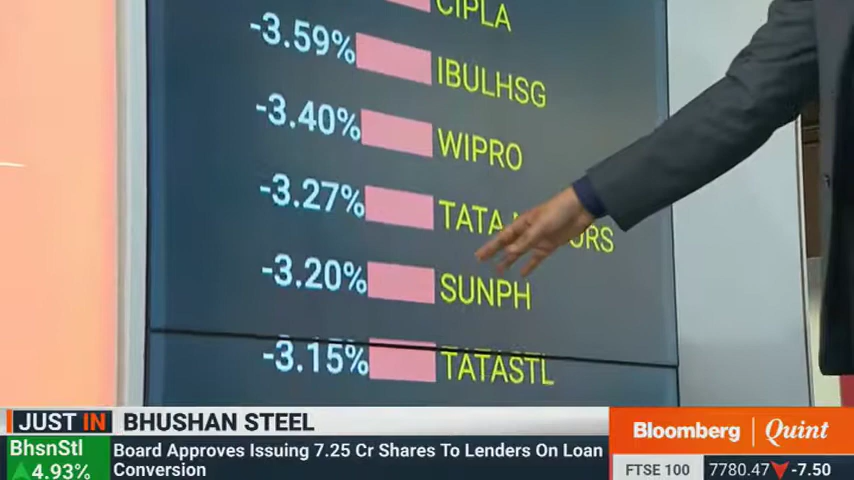 CIPLA
-3.59% IBULHSG
-3.40% WIPRO
-3.27% TATA
-3.20% SUNPH
-3.15% TATASTL
JUST IN BHUSHAN STEEL
BhsnStl
4.93%
Board Approves Issuing 7.25 Cr Shares To Lenders On Loan
Conversion
Bloomberg | Quint
FTSE 100 7780.47 -7.50